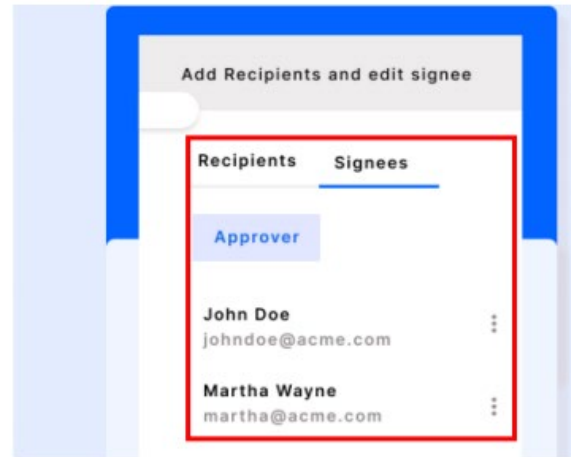 Add Recipients and edit signee
Recipients Signees
Approver
John Doe
johndoe@acme.com
Martha Wayne
martha@acme.com